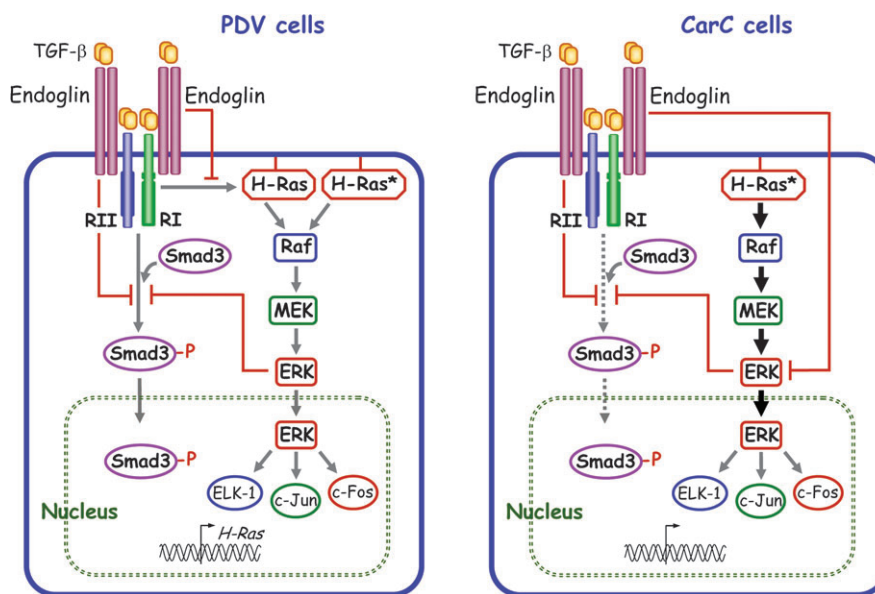 PDV cells
TGF-β
Endoglin
Endoglin
H-Ras
H-Ras*
RII
RI
Raf
Smad3
MEK
Smad3-P
ERK
ERK
Smad3-P
ELK-1
c-Jun
c-Fos
Nucleus
H-Ras
CarC cells
TGF-β
Endoglin
Endoglin
H-Ras*
RII
RI
Raf
Smad3
MEK
Smad3-P
ERK
ERK
Smad3-P
ELK-1
c-Jun
c-Fos
Nucleus